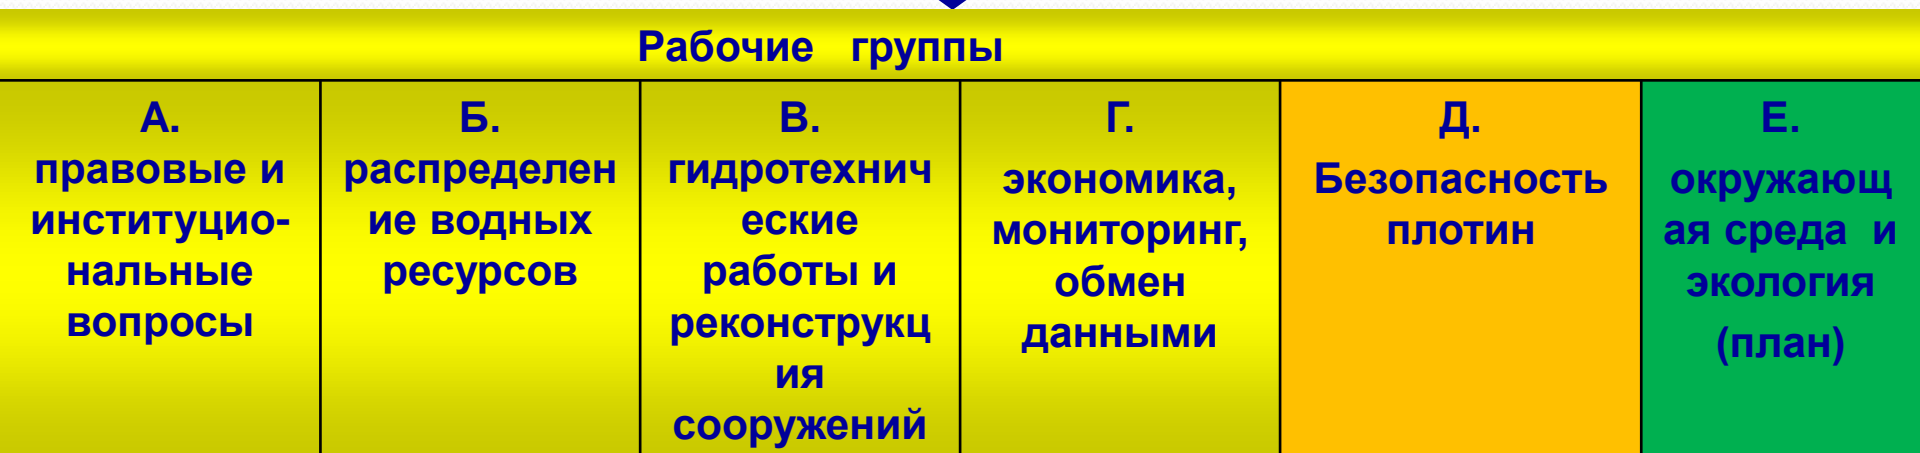 Рабочие группы
А.
правовые и
институцио-
нальные
вопросы
Б.
распределен
ие водных
ресурсов
В.
гидротехнич
еские
работы и
реконструкц
ия
сооружений
Г.
экономика,
мониторинг,
обмен
данными
Д.
Безопасность
плотин
Е.
окружающ
ая среда и
экология
(план)